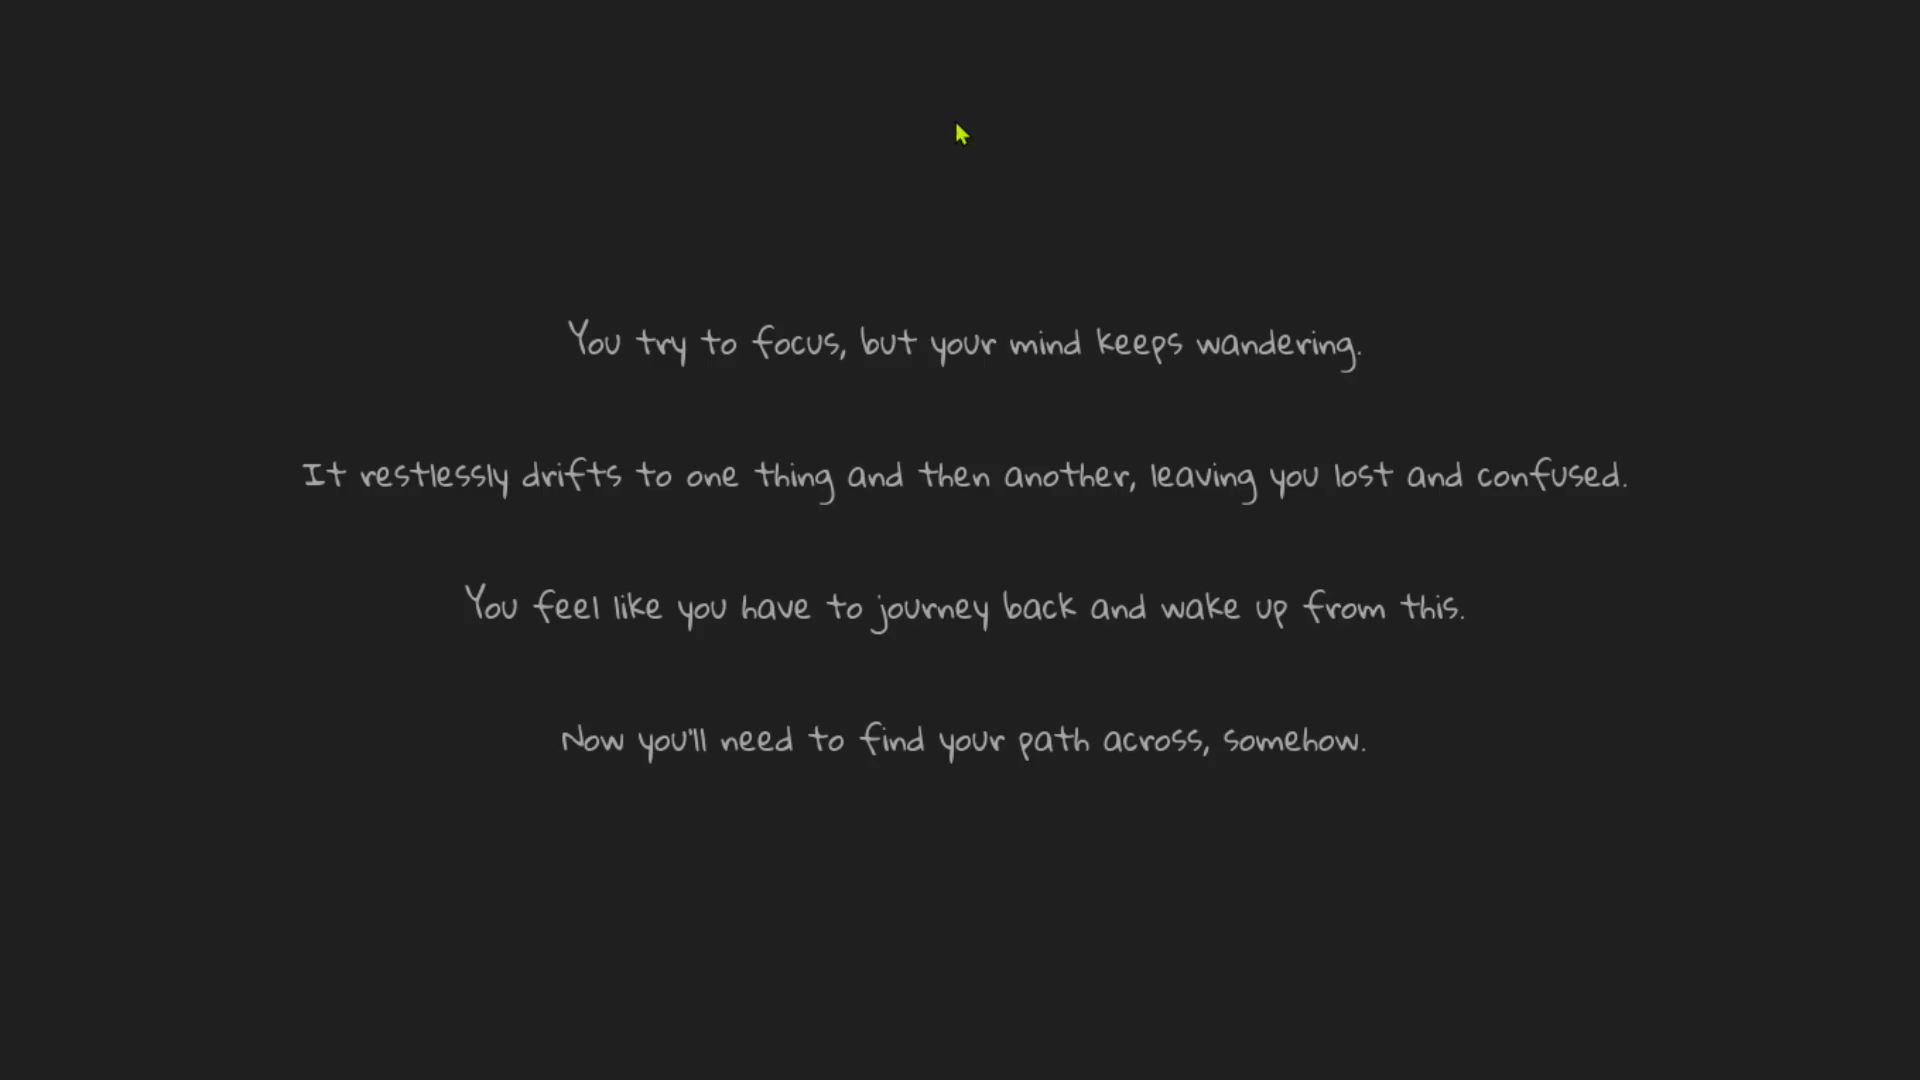 You try to focus, but your mind keeps wandering.
It restlessly drifts to one thing and then another, leaving you lost and confused.
You feel like you have to journey back and wake up from this.
Now you'll need to find your path across, somehow.